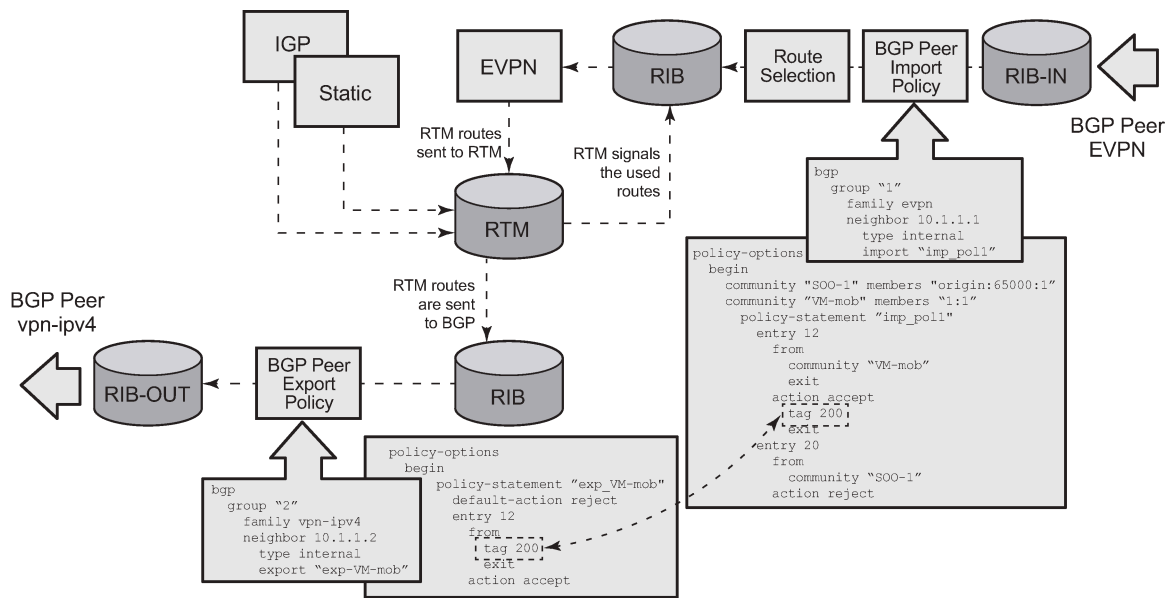 IGP
Static
EVPN
RIB
Route
Selection
BGP Peer
Import
Policy
RIB-IN
BGP Peer
EVPN
RTM routes
sent to RTM
RTM signals
the used
routes
RTM
RTM routes
are sent
to BGP
BGP Peer
vpn-ipv4
RIB-OUT
BGP Peer
Export
Policy
RIB
bgp
group “1”
family evpn
neighbor 10.1.1.1
type internal
import “imp_pol1”
policy-options
begin
community "SOO-1" members "origin:65000:1”
community ”VM-mob” members “1:1”
policy-statement ”imp_pol1"
entry 12
from
community “VM-mob”
exit
action accept
tag 200
exit
entry 20
from
community “SOO-1”
action reject
policy-options
begin
policy-statement ”exp_VM-mob"
default-action reject
entry 12
from
tag 200
exit
action accept
bgp
group “2”
family vpn-ipv4
neighbor 10.1.1.2
type internal
export “exp-VM-mob”